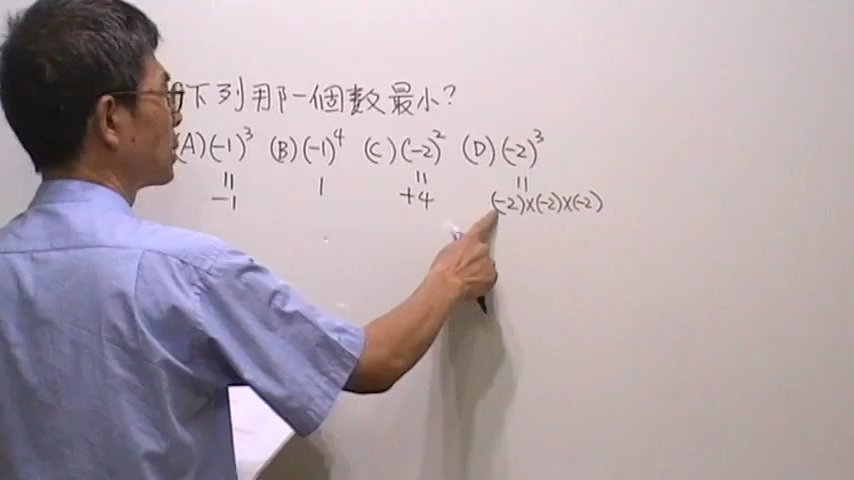 下列那一個數最小?
(A)(-1)³ (B)(-1)⁴ (C)(-2)² (D)(-2)³
= = =
-1 1 +4 (-2)×(-2)×(-2)